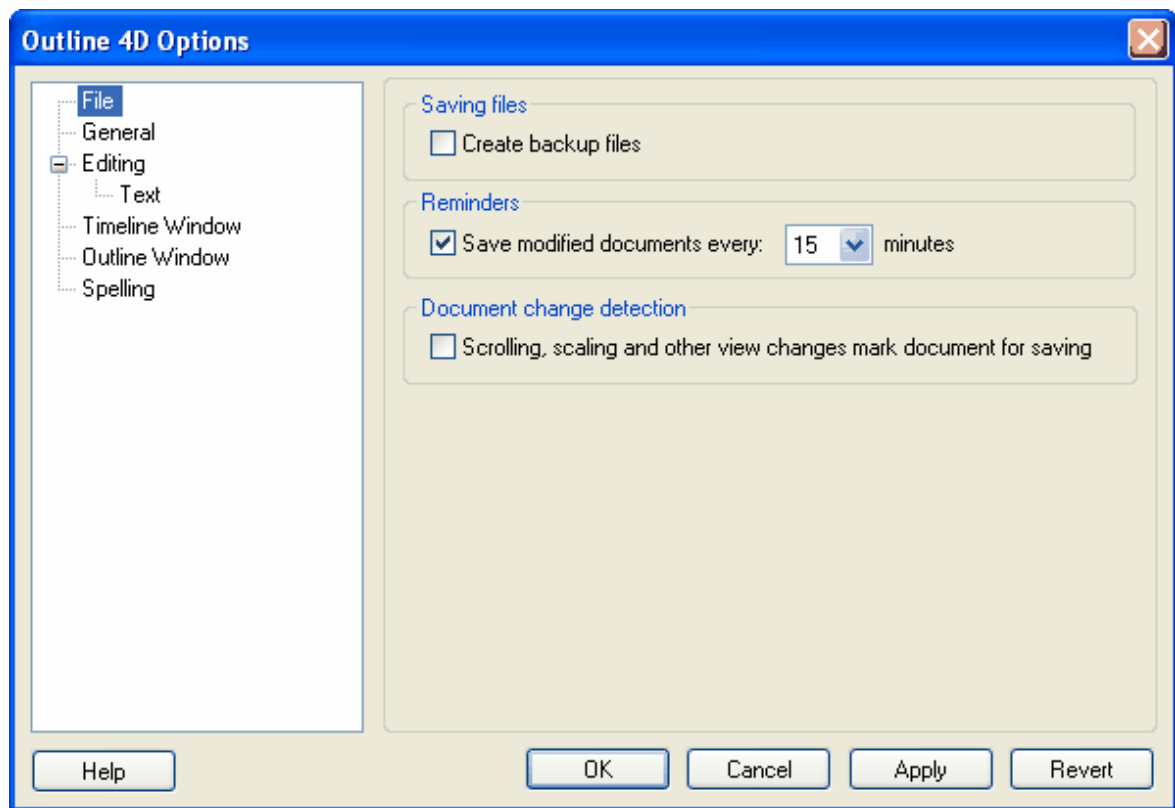 Outline 4D Options
File
General
Editing
Text
Timeline Window
Outline Window
Spelling
Saving files
Create backup files
Reminders
Save modified documents every: 15 minutes
Document change detection
Scrolling, scaling and other view changes mark document for saving
Help OK Cancel Apply Revert